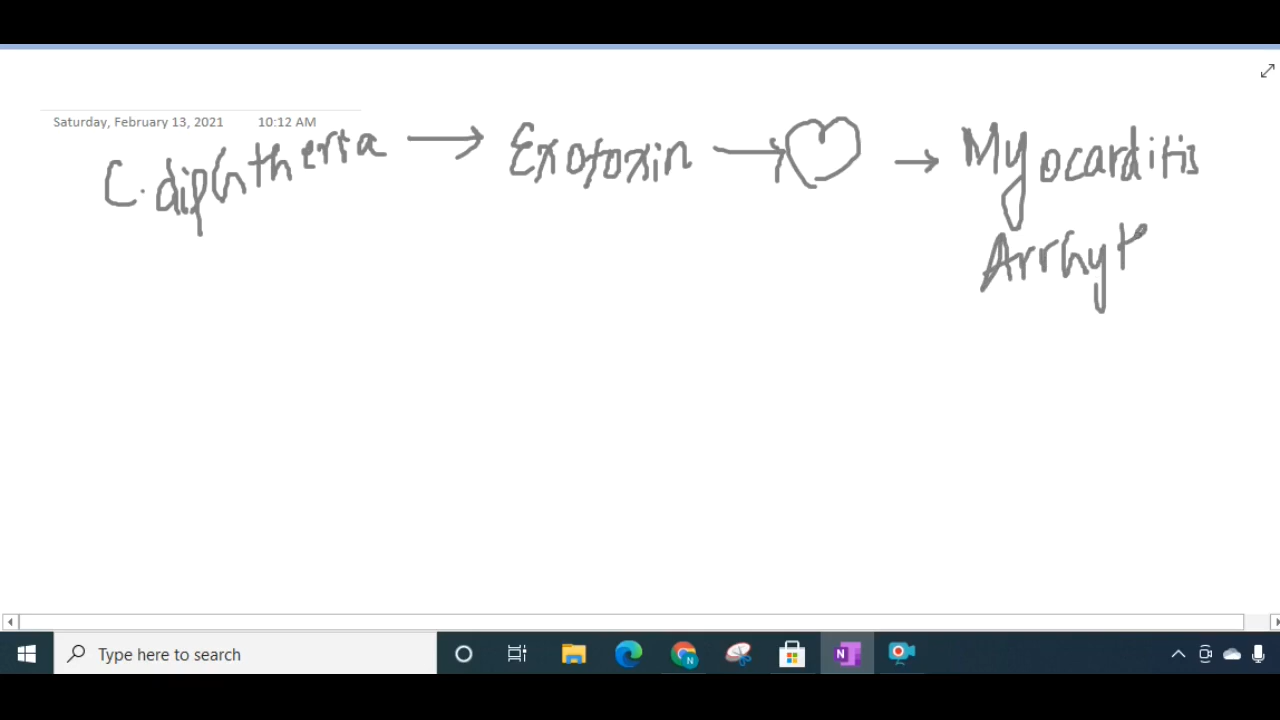 Saturday, February 13, 2021 10:12 AM
C. diphtheria → Exotoxin → ♡ → Myocarditis
Arrhyt
Type here to search